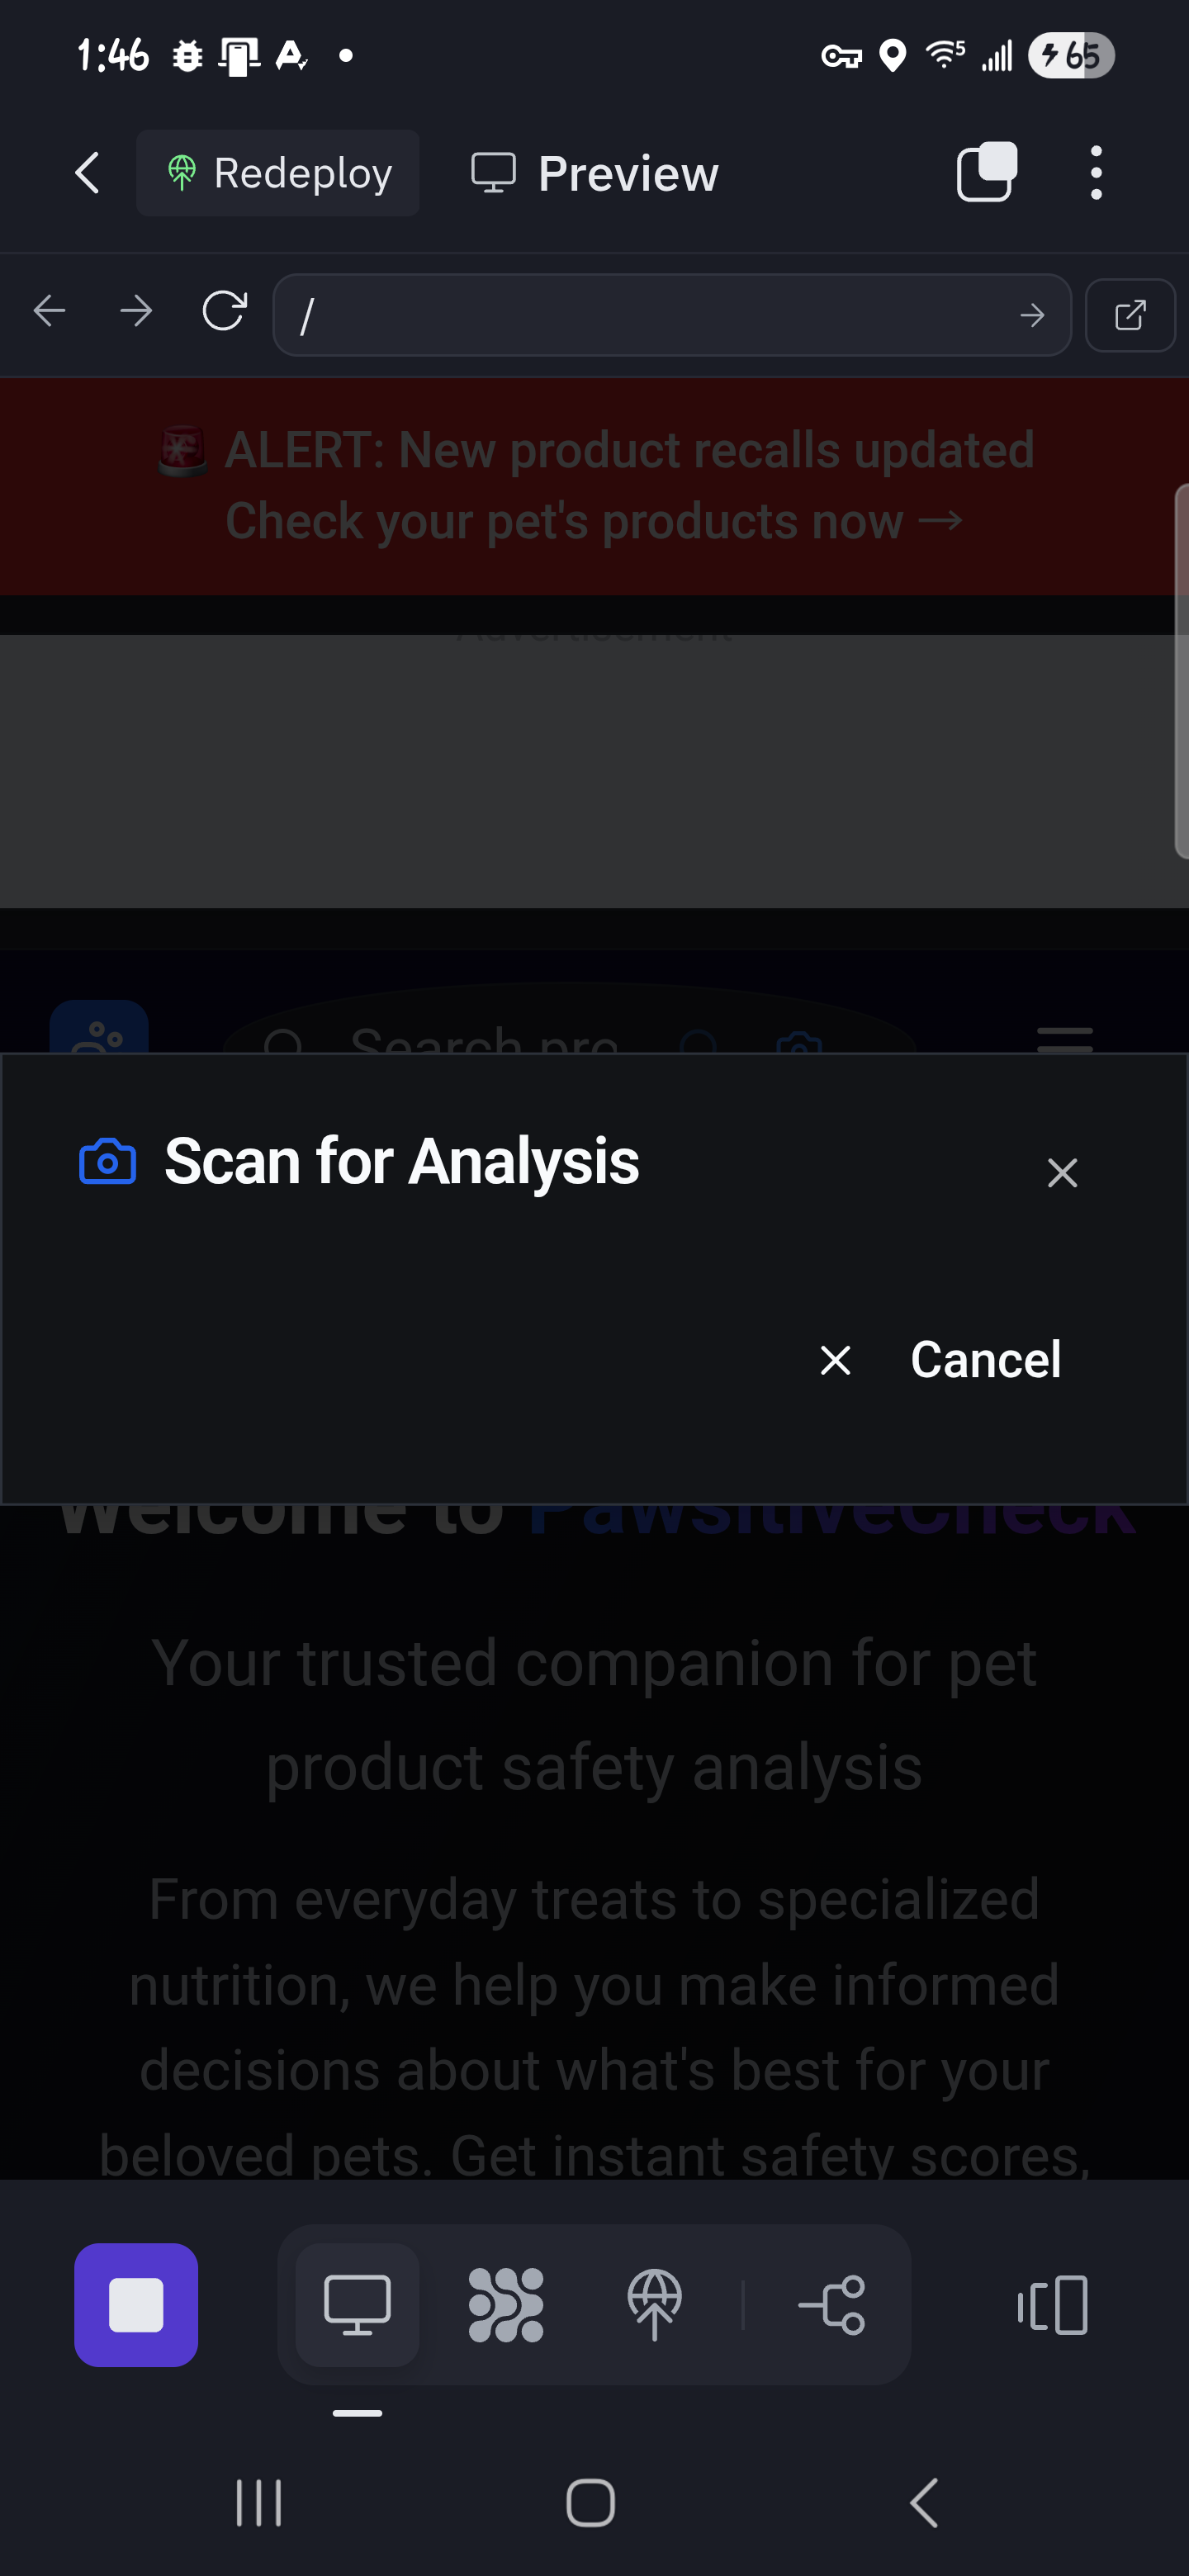 1:46
5
65
Redeploy
Preview
/
🚨 ALERT: New product recalls updated
Check your pet's products now →
Advertisement
Search pro
Scan for Analysis
Cancel
Welcome to PawsitiveCheck
Your trusted companion for pet
product safety analysis
From everyday treats to specialized
nutrition, we help you make informed
decisions about what's best for your
beloved pets. Get instant safety scores,